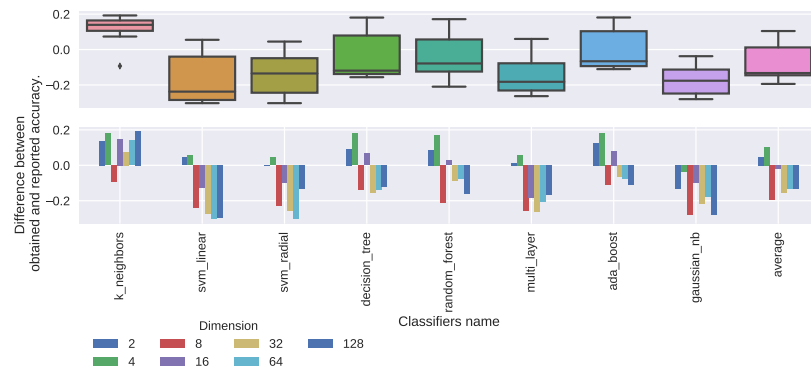 0.2
0.0
−0.2
0.2
0.0
−0.2
Difference between
obtained and reported accuracy.
k_neighbors
svm_linear
svm_radial
decision_tree
random_forest
multi_layer
ada_boost
gaussian_nb
average
Classifiers name
Dimension
2 8 32 128
4 16 64